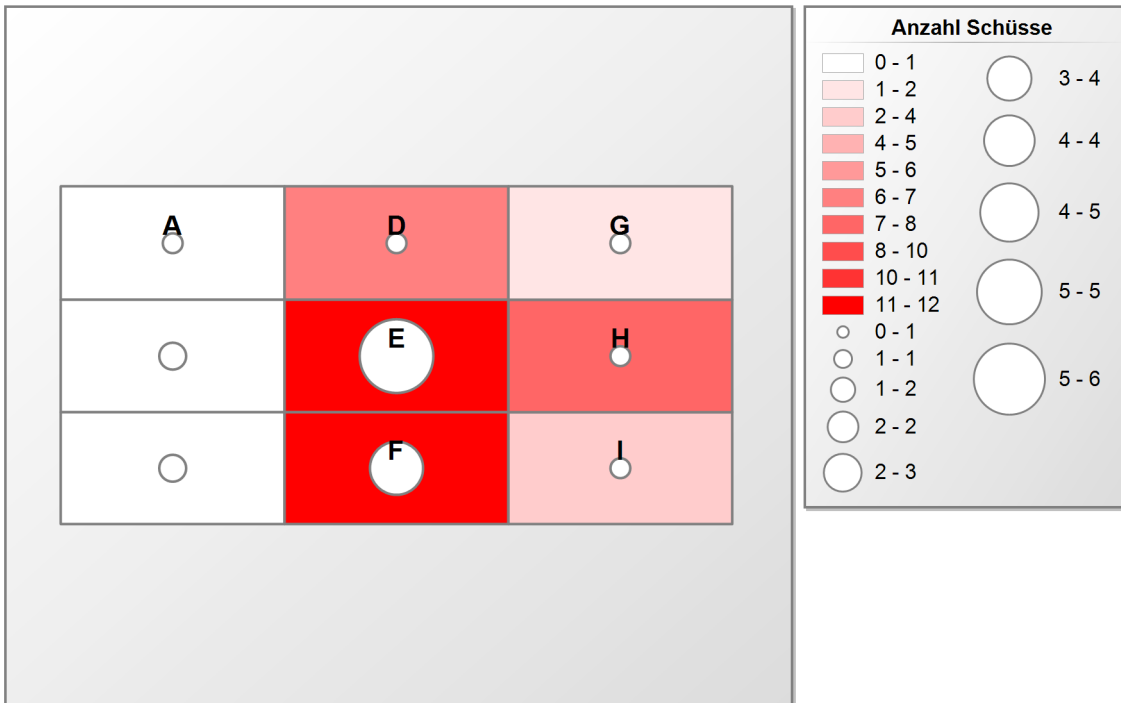 Anzahl Schüsse
0 - 1
1 - 2
2 - 4
4 - 5
5 - 6
6 - 7
7 - 8
8 - 10
10 - 11
11 - 12
0 - 1
1 - 1
1 - 2
2 - 2
2 - 3
3 - 4
4 - 4
4 - 5
5 - 5
5 - 6
A
D
G
E
H
F
I